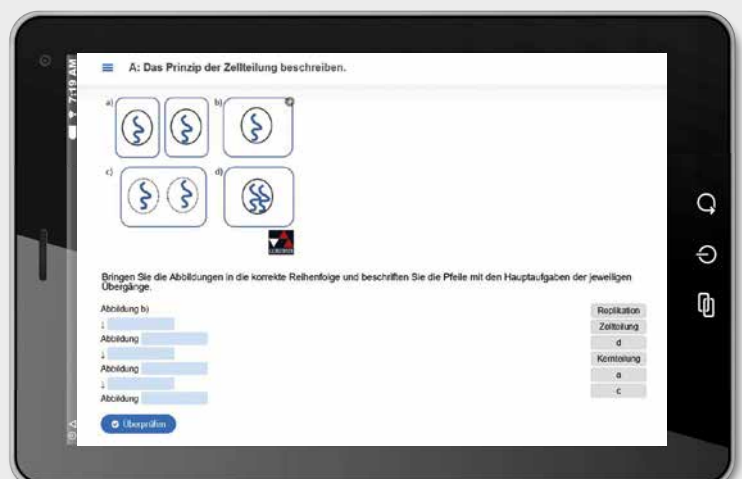 7:19 AM
A: Das Prinzip der Zellteilung beschreiben.
a)
b)
c)
d)
Bringen Sie die Abbildungen in die korrekte Reihenfolge und beschriften Sie die Pfeile mit den Hauptaufgaben der jeweiligen
Übergänge.
Abbildung b)
↓
Abbildung
↓
Abbildung
↓
Abbildung
Replikation
Zellteilung
d
Kernteilung
a
c
Überprüfen